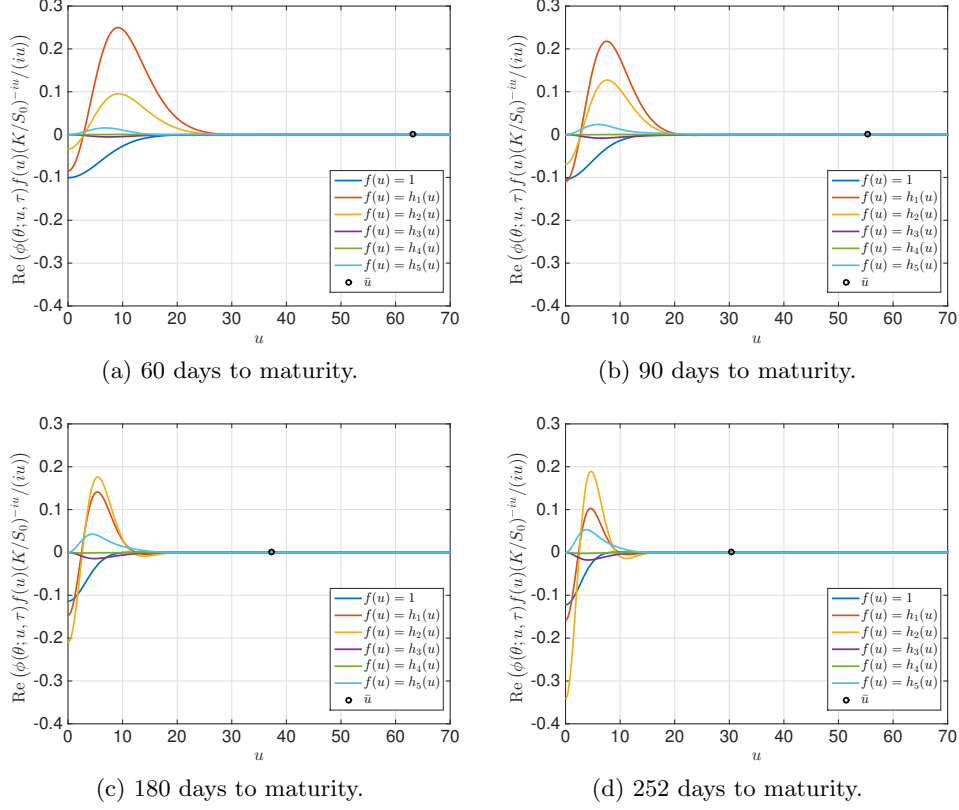 Re (ϕ(θ; u, τ)f(u)(K/S₀)^{-iu}/(iu))
0.3
0.2
0.1
0
-0.1
-0.2
-0.3
-0.4
f(u) = 1
f(u) = h₁(u)
f(u) = h₂(u)
f(u) = h₃(u)
f(u) = h₄(u)
f(u) = h₅(u)
ū
0 10 20 30 40 50 60 70
u
(a) 60 days to maturity.
Re (ϕ(θ; u, τ)f(u)(K/S₀)^{-iu}/(iu))
0.3
0.2
0.1
0
-0.1
-0.2
-0.3
-0.4
f(u) = 1
f(u) = h₁(u)
f(u) = h₂(u)
f(u) = h₃(u)
f(u) = h₄(u)
f(u) = h₅(u)
ū
0 10 20 30 40 50 60 70
u
(b) 90 days to maturity.
Re (ϕ(θ; u, τ)f(u)(K/S₀)^{-iu}/(iu))
0.3
0.2
0.1
0
-0.1
-0.2
-0.3
-0.4
f(u) = 1
f(u) = h₁(u)
f(u) = h₂(u)
f(u) = h₃(u)
f(u) = h₄(u)
f(u) = h₅(u)
ū
0 10 20 30 40 50 60 70
u
(c) 180 days to maturity.
Re (ϕ(θ; u, τ)f(u)(K/S₀)^{-iu}/(iu))
0.3
0.2
0.1
0
-0.1
-0.2
-0.3
-0.4
f(u) = 1
f(u) = h₁(u)
f(u) = h₂(u)
f(u) = h₃(u)
f(u) = h₄(u)
f(u) = h₅(u)
ū
0 10 20 30 40 50 60 70
u
(d) 252 days to maturity.